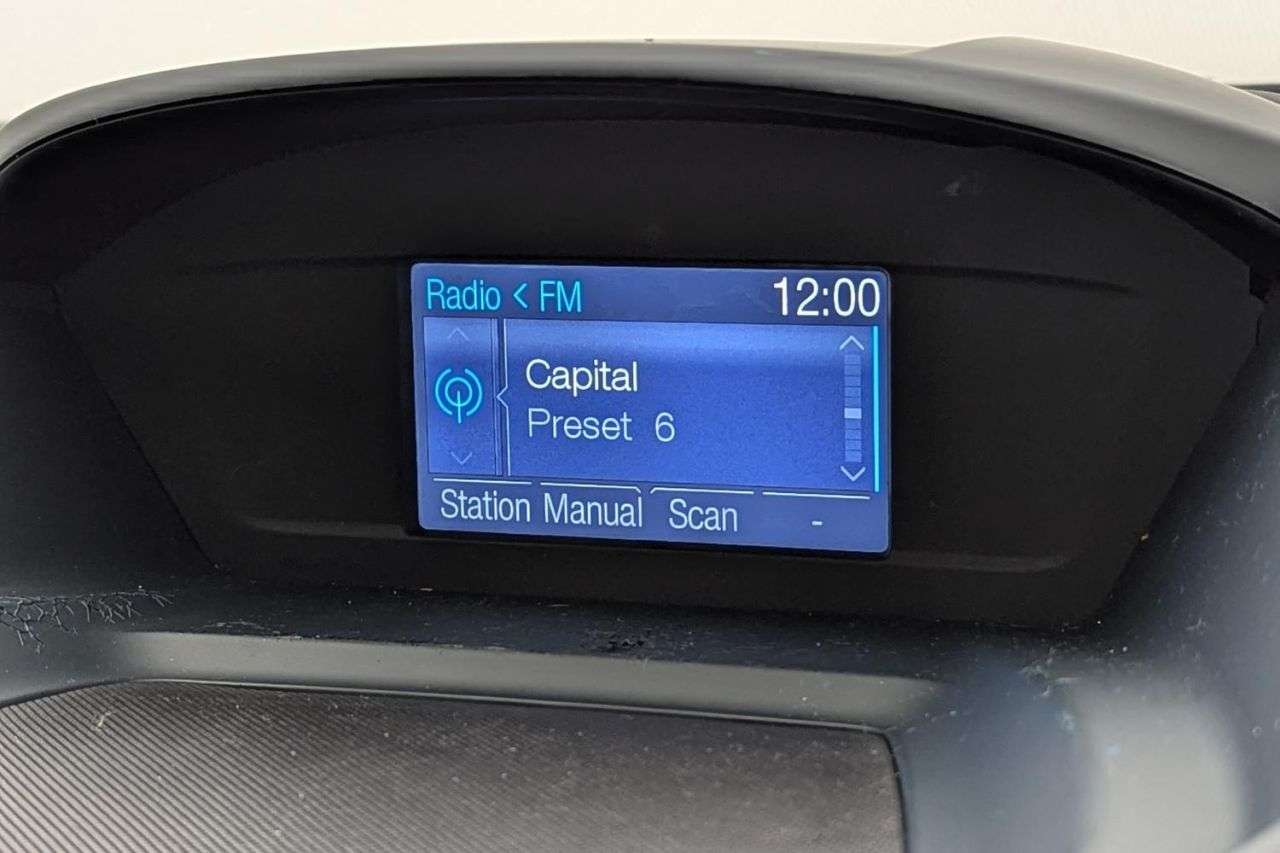 Radio < FM 12:00
Capital
Preset 6
Station Manual Scan -